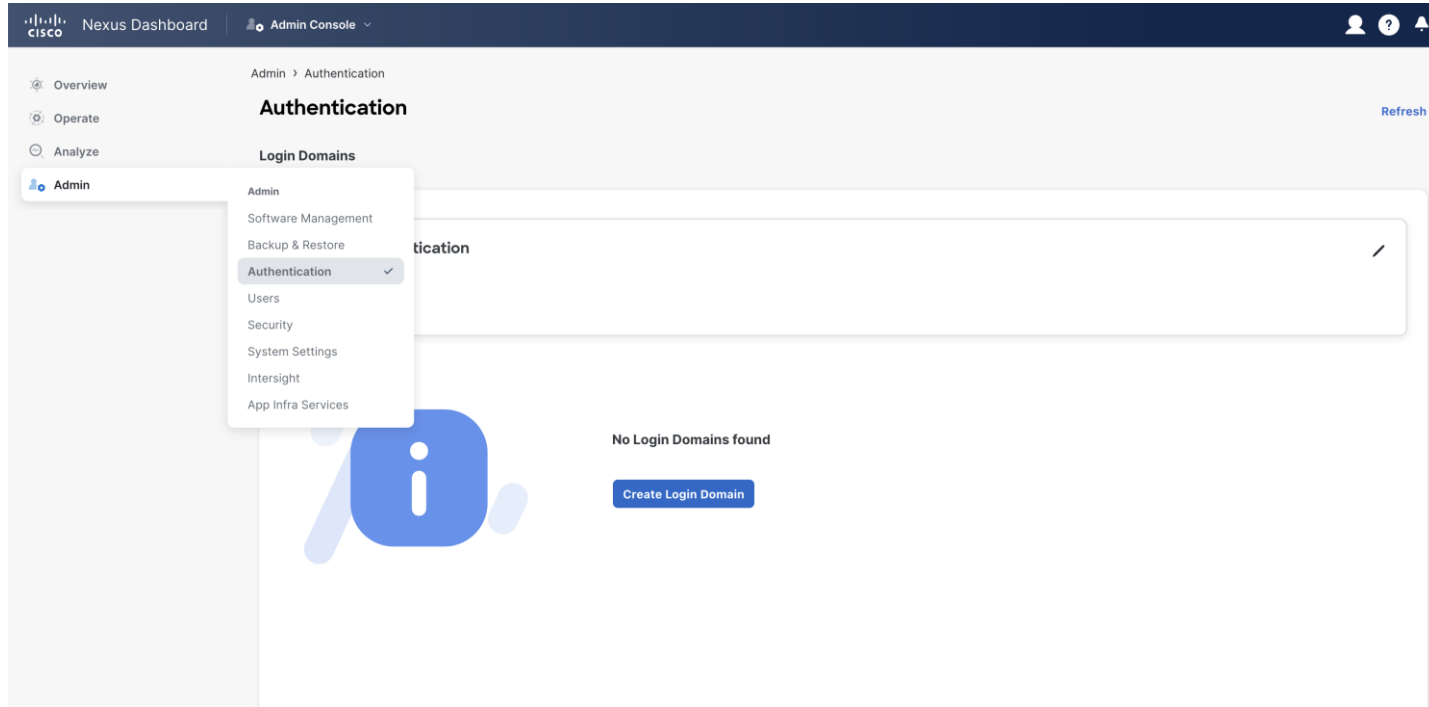 CISCO Nexus Dashboard Admin Console
Overview
Operate
Analyze
Admin
Admin › Authentication
Authentication
Refresh
Login Domains
Admin
Software Management
Backup & Restore
Authentication
Users
Security
System Settings
Intersight
App Infra Services
tication
No Login Domains found
Create Login Domain